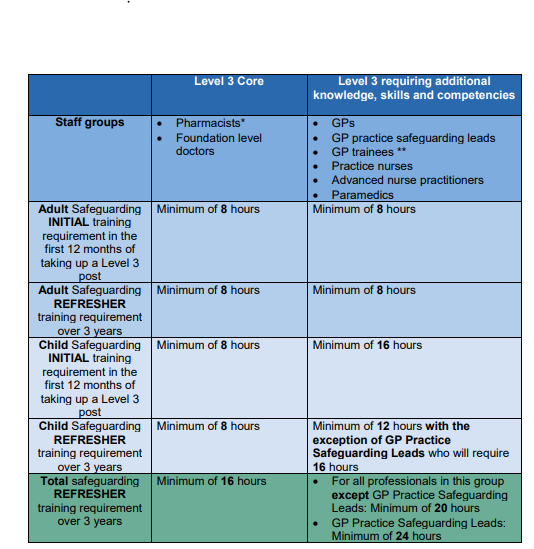 Level 3 Core
Level 3 requiring additional
knowledge, skills and competencies
Staff groups
• Pharmacists*
• Foundation level
doctors
• GPs
• GP practice safeguarding leads
• GP trainees **
• Practice nurses
• Advanced nurse practitioners
• Paramedics
Adult Safeguarding
INITIAL training
requirement in the
first 12 months of
taking up a Level 3
post
Minimum of 8 hours
Minimum of 8 hours
Adult Safeguarding
REFRESHER
training requirement
over 3 years
Minimum of 8 hours
Minimum of 8 hours
Child Safeguarding
INITIAL training
requirement in the
first 12 months of
taking up a Level 3
post
Minimum of 8 hours
Minimum of 16 hours
Child Safeguarding
REFRESHER
training requirement
over 3 years
Minimum of 8 hours
Minimum of 12 hours with the
exception of GP Practice
Safeguarding Leads who will require
16 hours
Total safeguarding
REFRESHER
training requirement
over 3 years
Minimum of 16 hours
• For all professionals in this group
except GP Practice Safeguarding
Leads: Minimum of 20 hours
• GP Practice Safeguarding Leads:
Minimum of 24 hours